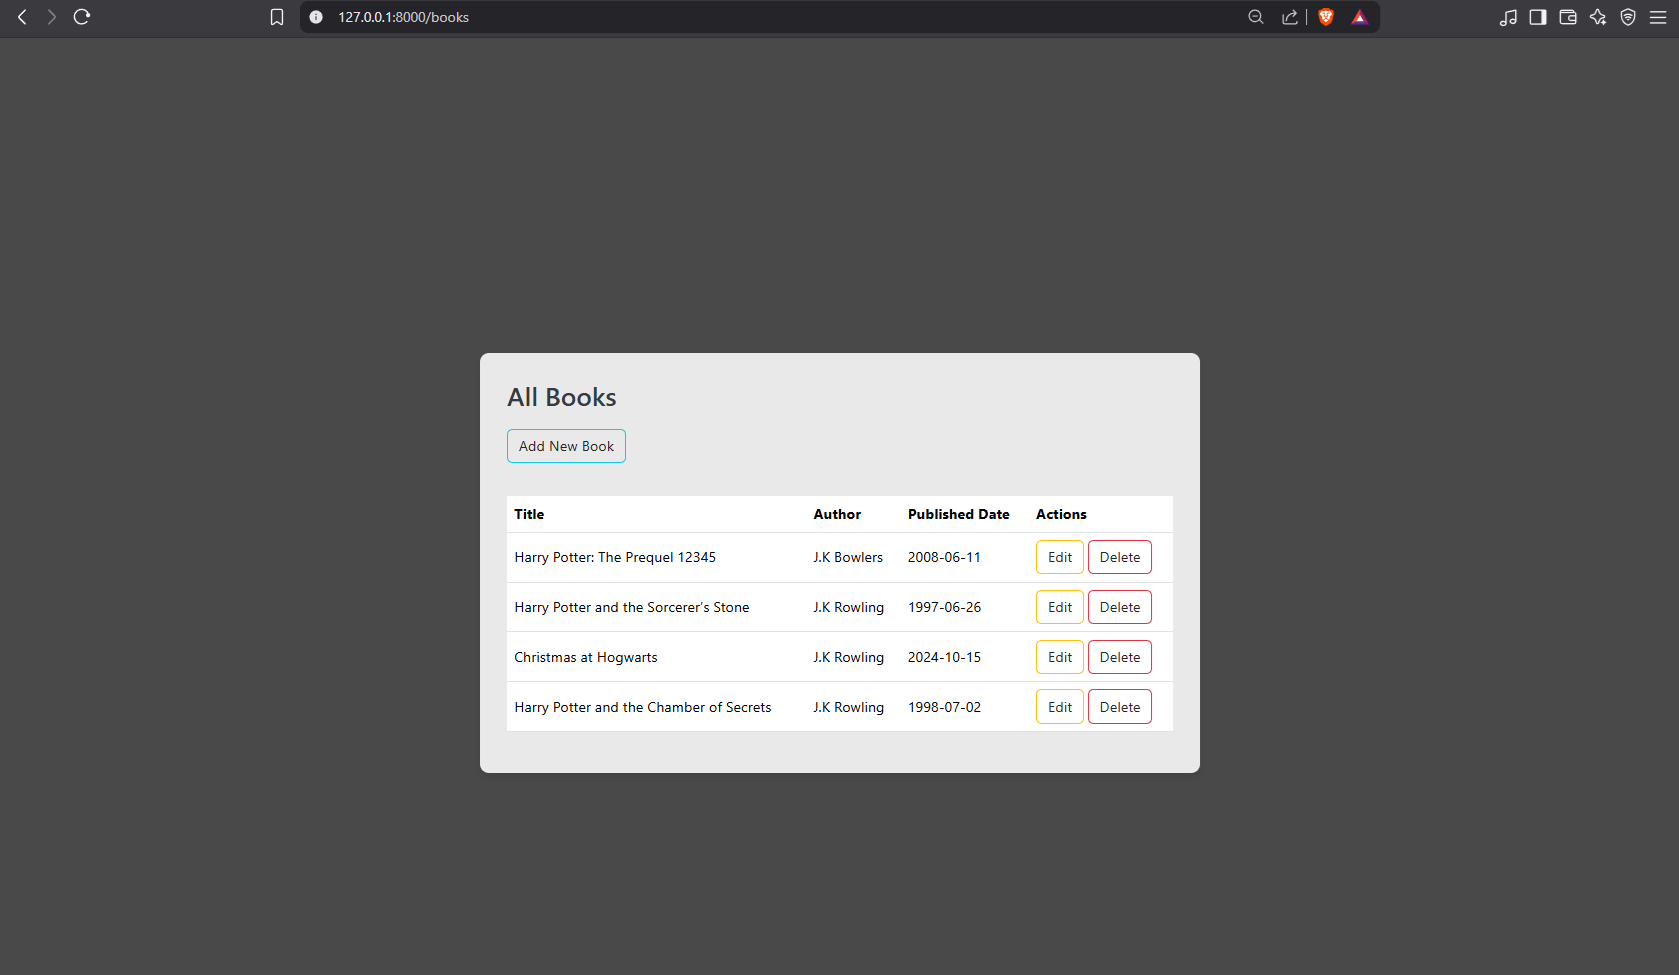 127.0.0.1:8000/books
All Books
Add New Book
Title Author Published Date Actions
Harry Potter: The Prequel 12345 J.K Bowlers 2008-06-11 Edit Delete
Harry Potter and the Sorcerer's Stone J.K Rowling 1997-06-26 Edit Delete
Christmas at Hogwarts J.K Rowling 2024-10-15 Edit Delete
Harry Potter and the Chamber of Secrets J.K Rowling 1998-07-02 Edit Delete